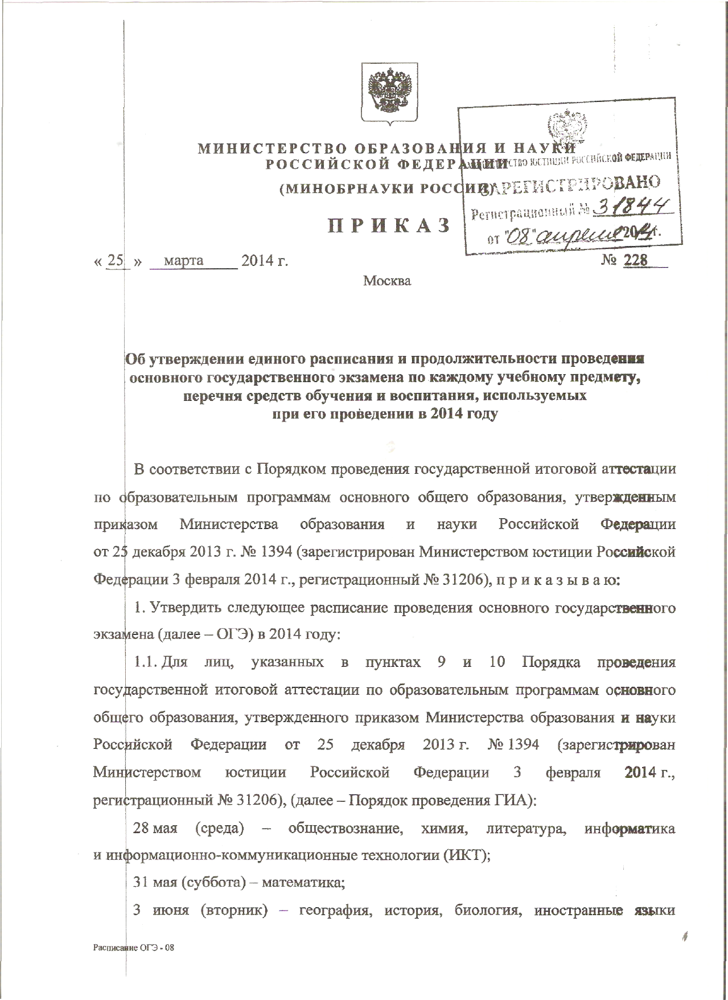 МИНИСТЕРСТВО ОБРАЗОВАНИЯ И НАУКИ
РОССИЙСКОЙ ФЕДЕРАЦИИ
(МИНОБРНАУКИ РОССИИ)
ПРИКАЗ
МИНИСТЕРСТВО ЮСТИЦИИ РОССИЙСКОЙ ФЕДЕРАЦИИ
ЗАРЕГИСТРИРОВАНО
Регистрационный № 31844
от "08" апреля 2014г.
« 25 » марта 2014 г.
№ 228
Москва
Об утверждении единого расписания и продолжительности проведения
основного государственного экзамена по каждому учебному предмету,
перечня средств обучения и воспитания, используемых
при его проведении в 2014 году
В соответствии с Порядком проведения государственной итоговой аттестации
по образовательным программам основного общего образования, утвержденным
приказом Министерства образования и науки Российской Федерации
от 25 декабря 2013 г. № 1394 (зарегистрирован Министерством юстиции Российской
Федерации 3 февраля 2014 г., регистрационный № 31206), п р и к а з ы в а ю:
1. Утвердить следующее расписание проведения основного государственного
экзамена (далее – ОГЭ) в 2014 году:
1.1. Для лиц, указанных в пунктах 9 и 10 Порядка проведения
государственной итоговой аттестации по образовательным программам основного
общего образования, утвержденного приказом Министерства образования и науки
Российской Федерации от 25 декабря 2013 г. № 1394 (зарегистрирован
Министерством юстиции Российской Федерации 3 февраля 2014 г.,
регистрационный № 31206), (далее – Порядок проведения ГИА):
28 мая (среда) – обществознание, химия, литература, информатика
и информационно-коммуникационные технологии (ИКТ);
31 мая (суббота) – математика;
3 июня (вторник) – география, история, биология, иностранные языки
Расписание ОГЭ - 08